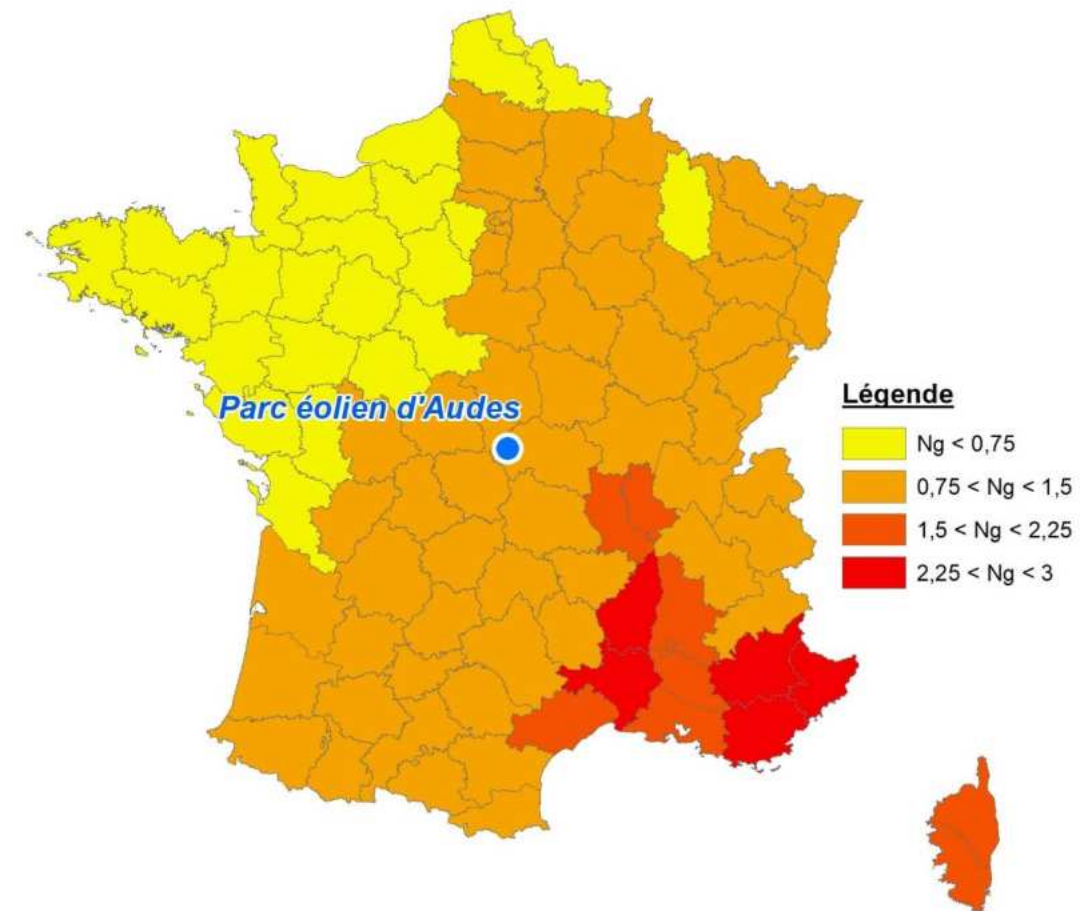 Parc éolien d'Audes
Légende
Ng < 0,75
0,75 < Ng < 1,5
1,5 < Ng < 2,25
2,25 < Ng < 3